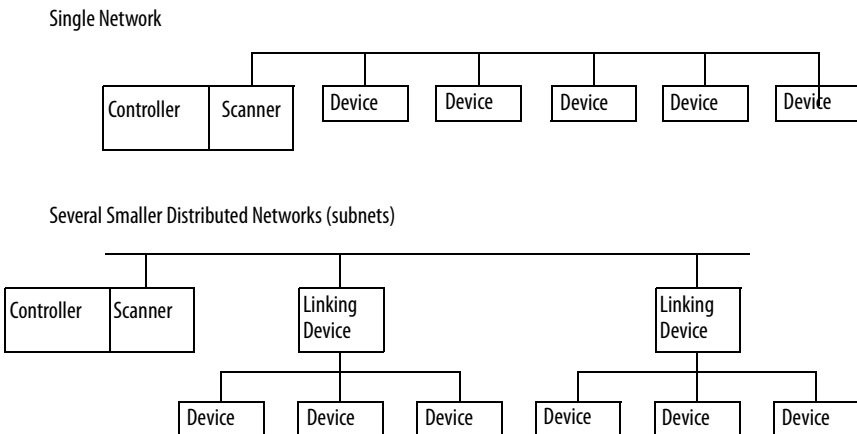 Single Network
Controller Scanner Device Device Device Device Device
Several Smaller Distributed Networks (subnets)
Controller Scanner Linking Device Linking Device
Device Device Device Device Device Device